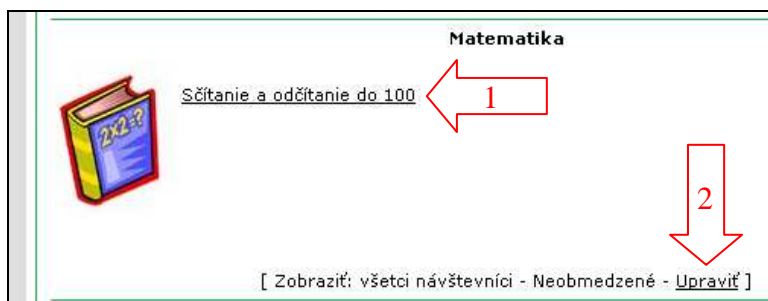 Matematika
Sčítanie a odčítanie do 100
1
2x2=?
2
[ Zobraziť: všetci návštevníci - Neobmedzené - Upraviť ]